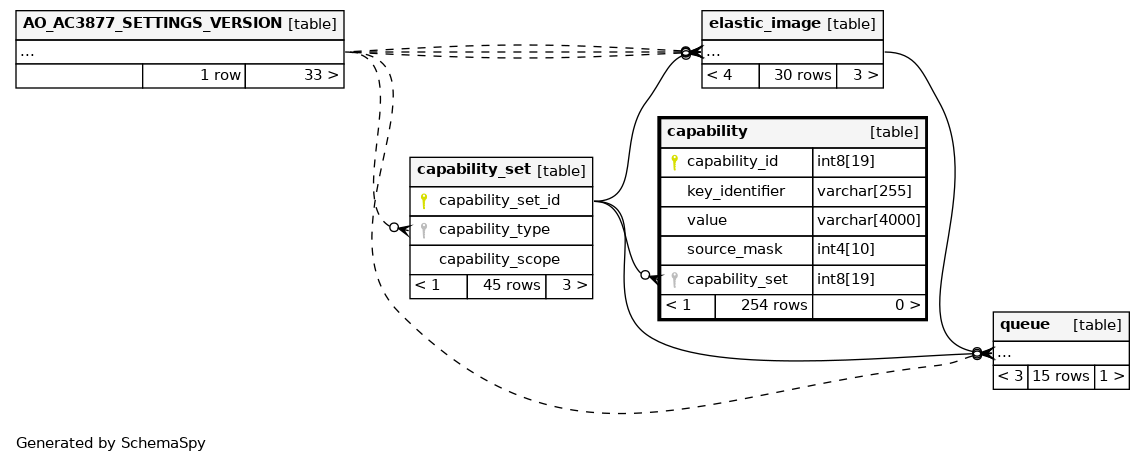 AO_AC3877_SETTINGS_VERSION [table]
...
1 row 33 >
elastic_image [table]
...
< 4 30 rows 3 >
capability [table]
capability_id int8[19]
key_identifier varchar[255]
value varchar[4000]
source_mask int4[10]
capability_set int8[19]
< 1 254 rows 0 >
capability_set [table]
capability_set_id
capability_type
capability_scope
< 1 45 rows 3 >
queue [table]
...
< 3 15 rows 1 >
Generated by SchemaSpy